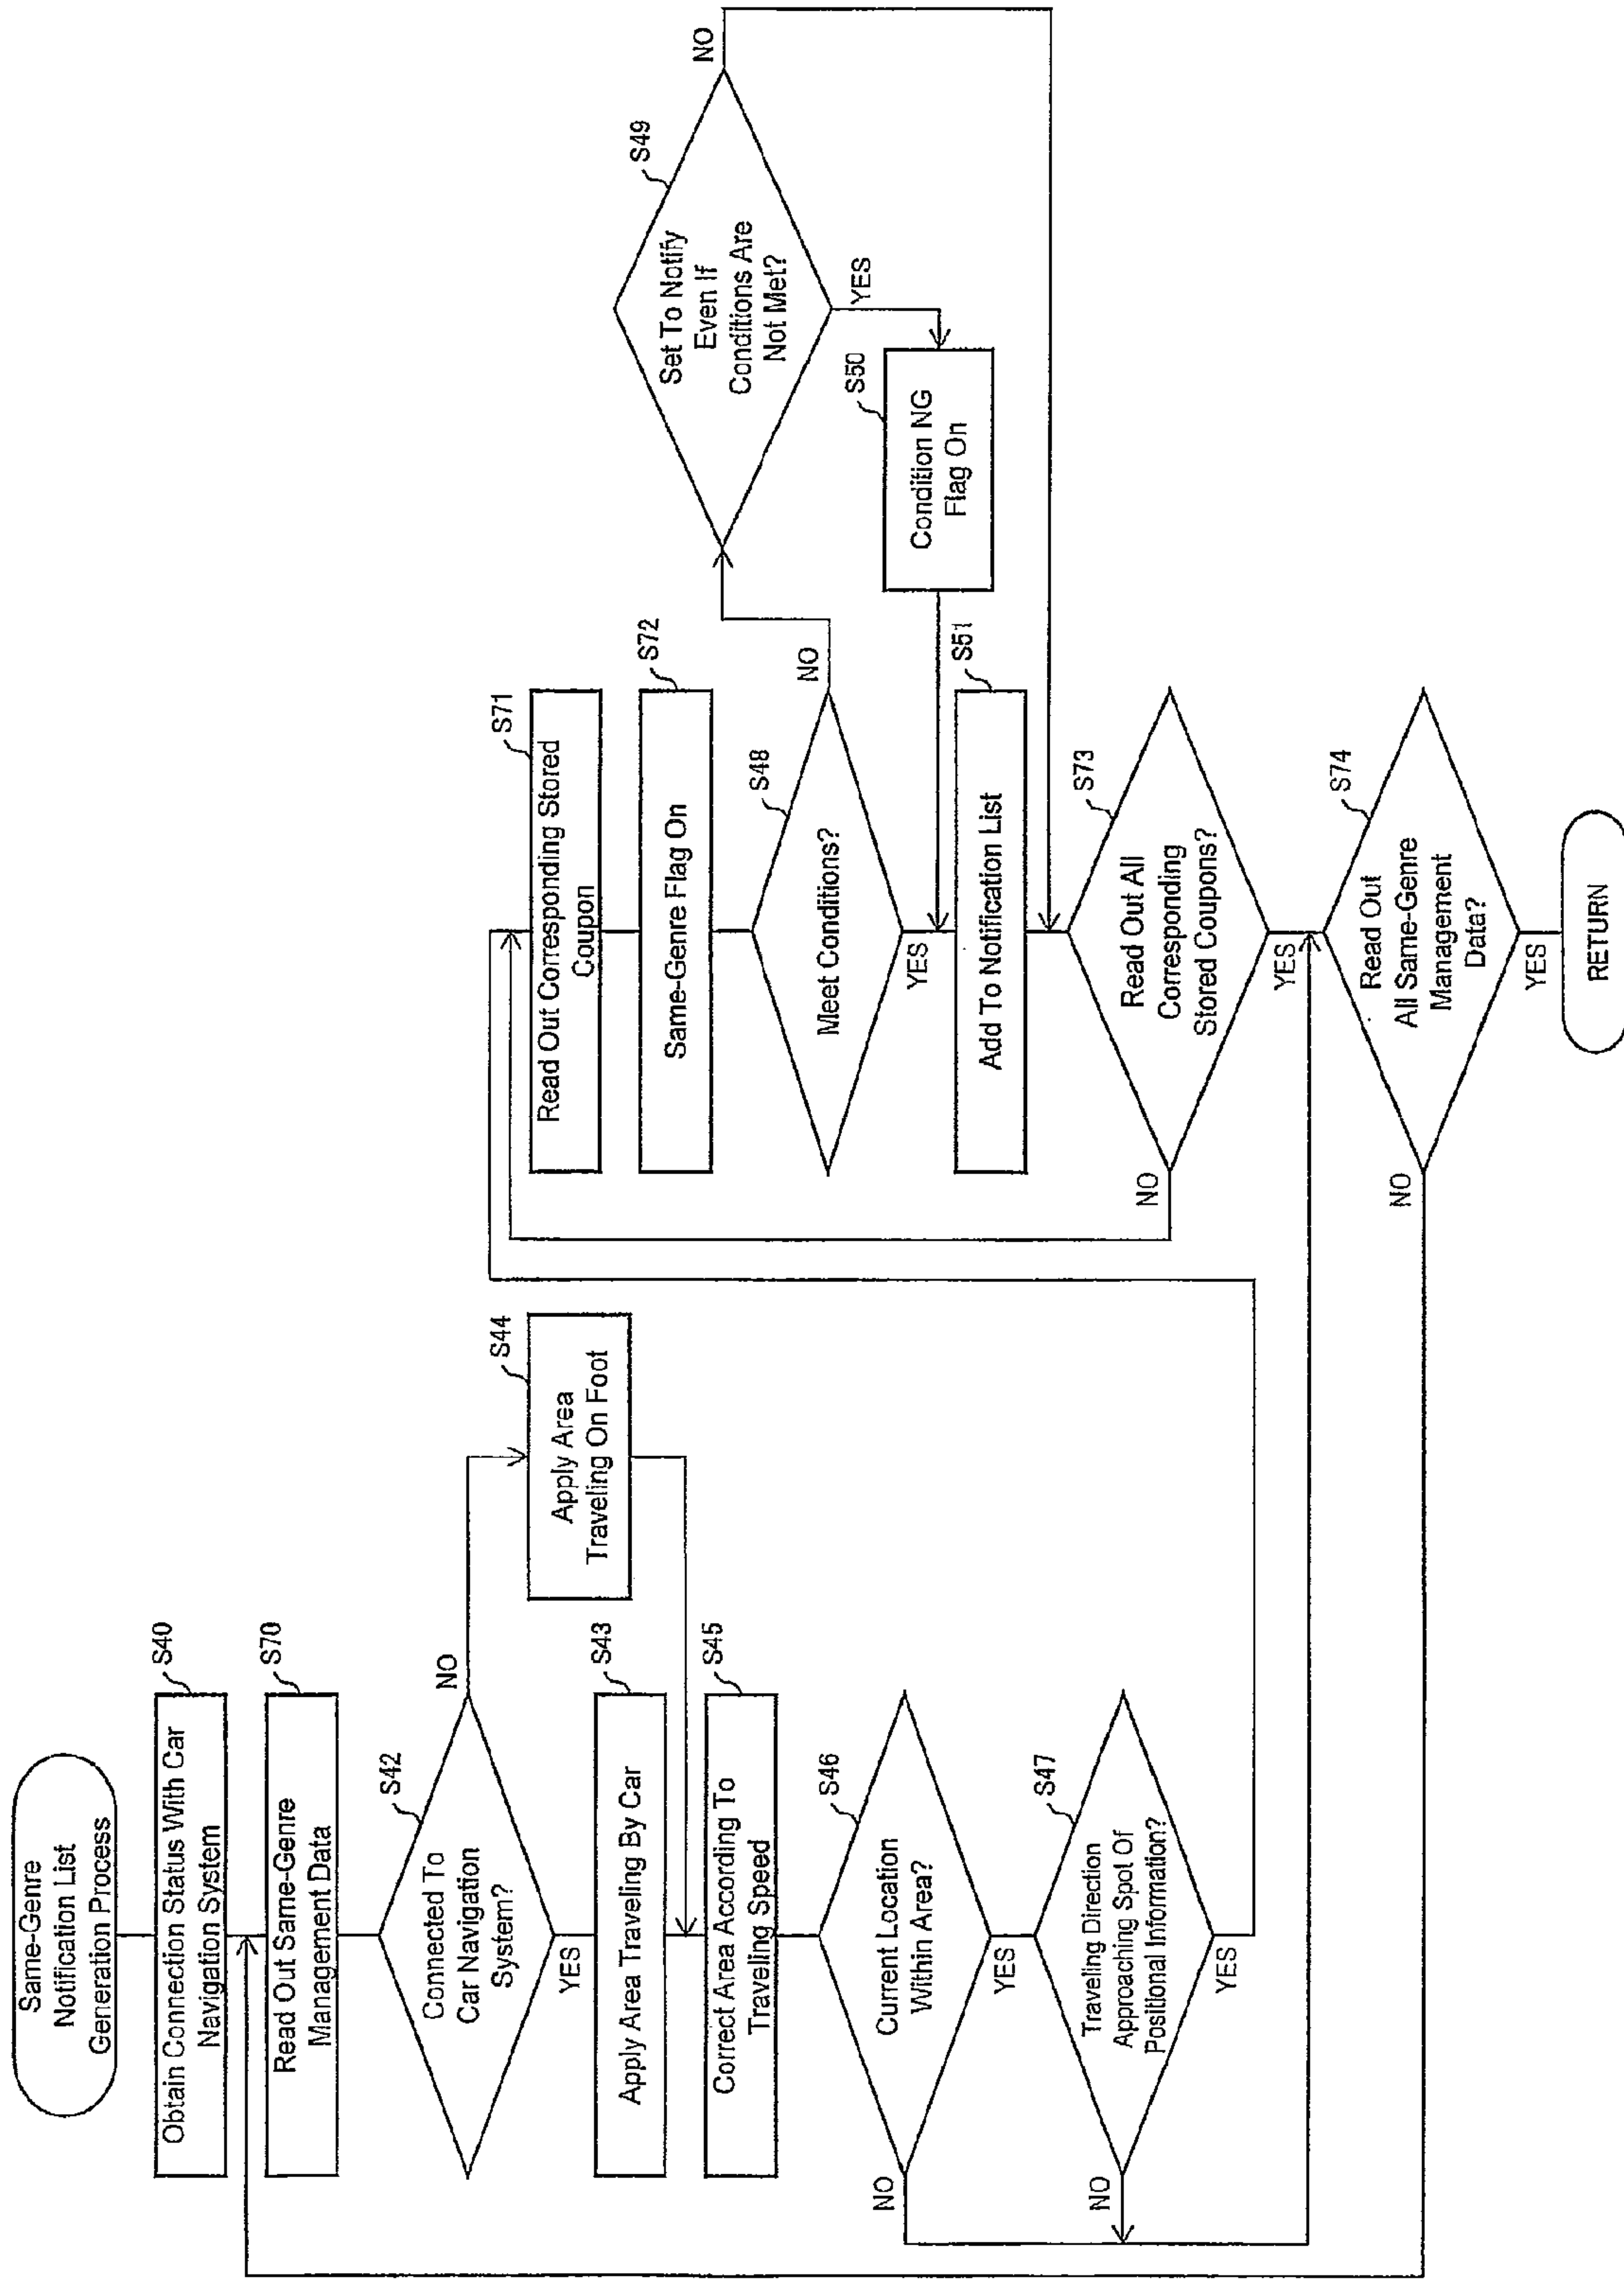 Same-Genre
Notification List
Generation Process
S40
Obtain Connection Status With Car
Navigation System
S70
Read Out Same-Genre
Management Data
S42
Connected To
Car Navigation
System?
NO
YES
S44
Apply Area
Traveling On Foot
S43
Apply Area Traveling By Car
S45
Correct Area According To
Traveling Speed
S46
Current Location
Within Area?
NO
YES
S47
Traveling Direction
Approaching Spot Of
Positional Information?
NO
YES
S71
Read Out Corresponding Stored
Coupon
S72
Same-Genre Flag On
S48
Meet Conditions?
NO
YES
S49
Set To Notify
Even If
Conditions Are
Not Met?
NO
YES
S50
Condition NG
Flag On
S51
Add To Notification List
S73
Read Out All
Corresponding
Stored Coupons?
NO
YES
S74
Read Out
All Same-Genre
Management
Data?
NO
YES
RETURN